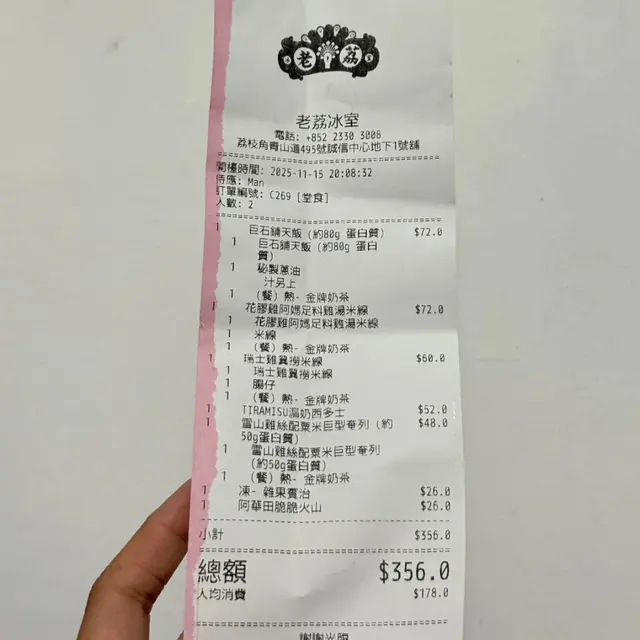 老 荔
老荔冰室
電話: +852 2330 3008
荔枝角青山道495號誠信中心地下1號舖
開檯時間: 2025-11-15 20:08:32
侍應: Man
訂單編號: C269 [堂食]
人數: 2
1 巨石鋪天飯 (約80g 蛋白質) $72.0
1 巨石鋪天飯 (約80g 蛋白
質)
1 秘製蔥油
汁另上
1 (餐) 熱- 金牌奶茶
1 花膠雞阿媽足料雞湯米線 $72.0
1 花膠雞阿媽足料雞湯米線
1 米線
1 (餐) 熱- 金牌奶茶
1 瑞士雞翼撈米線 $60.0
1 瑞士雞翼撈米線
1 腸仔
1 (餐) 熱- 金牌奶茶
1 TIRAMISU漏奶西多士 $52.0
1 雪山雞絲配粟米巨型奄列 (約 $48.0
50g蛋白質)
1 雪山雞絲配粟米巨型奄列
(約50g蛋白質)
1 (餐) 熱- 金牌奶茶
1 凍- 雜果賓治 $26.0
1 阿華田脆脆火山 $26.0
小計 $356.0
總額 $356.0
人均消費 $178.0
謝謝光臨